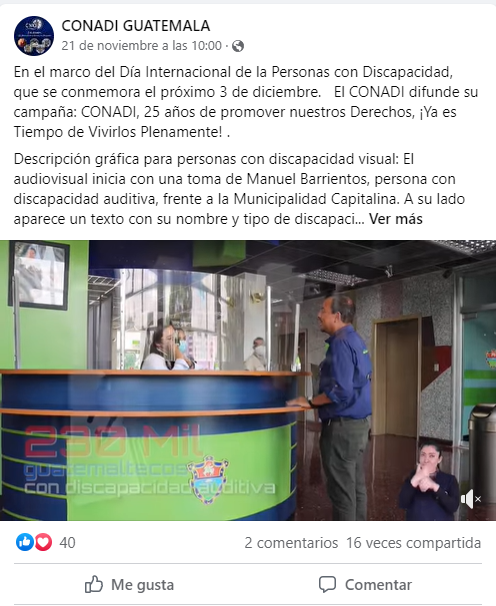 CONADI GUATEMALA
21 de noviembre a las 10:00 ·
En el marco del Día Internacional de la Personas con Discapacidad,
que se conmemora el próximo 3 de diciembre. El CONADI difunde su
campaña: CONADI, 25 años de promover nuestros Derechos, ¡Ya es
Tiempo de Vivirlos Plenamente! .
Descripción gráfica para personas con discapacidad visual: El
audiovisual inicia con una toma de Manuel Barrientos, persona con
discapacidad auditiva, frente a la Municipalidad Capitalina. A su lado
aparece un texto con su nombre y tipo de discapaci... Ver más
230 Mil
guatemaltecos
con discapacidad auditiva
40
2 comentarios 16 veces compartida
Me gusta
Comentar